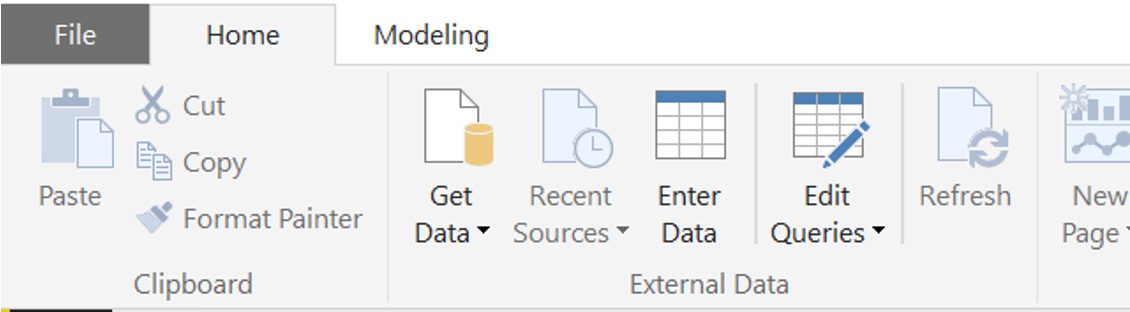 File Home Modeling
Cut
Copy
Paste
Format Painter
Clipboard
Get
Data
Recent
Sources
Enter
Data
Edit
Queries
Refresh
External Data
New
Page